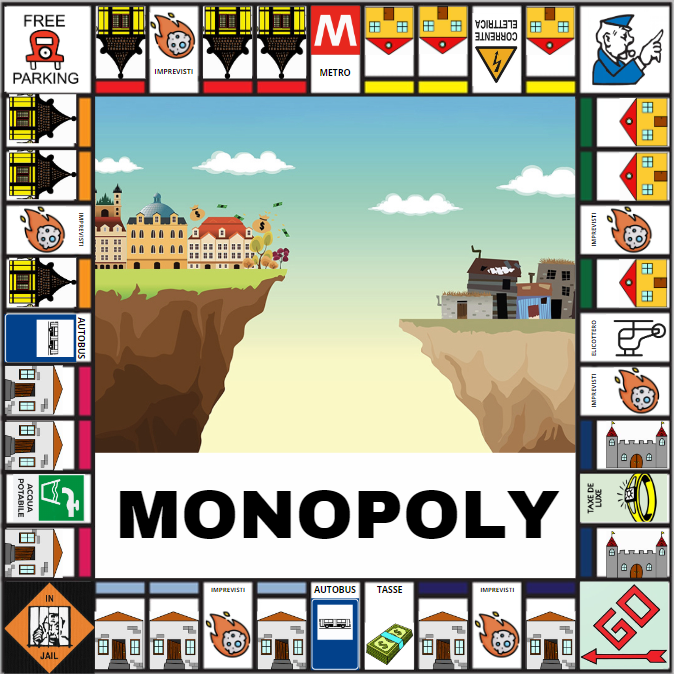 FREE
PARKING
IMPREVISTI
M
METRO
CORRENTE
ELETTRICA
IMPREVISTI
IMPREVISTI
AUTOBUS
ELICOTTERO
IMPREVISTI
ACQUA
POTABILE
TAXE DE
LUXE
MONOPOLY
IN
JAIL
IMPREVISTI
AUTOBUS
TASSE
IMPREVISTI
GO